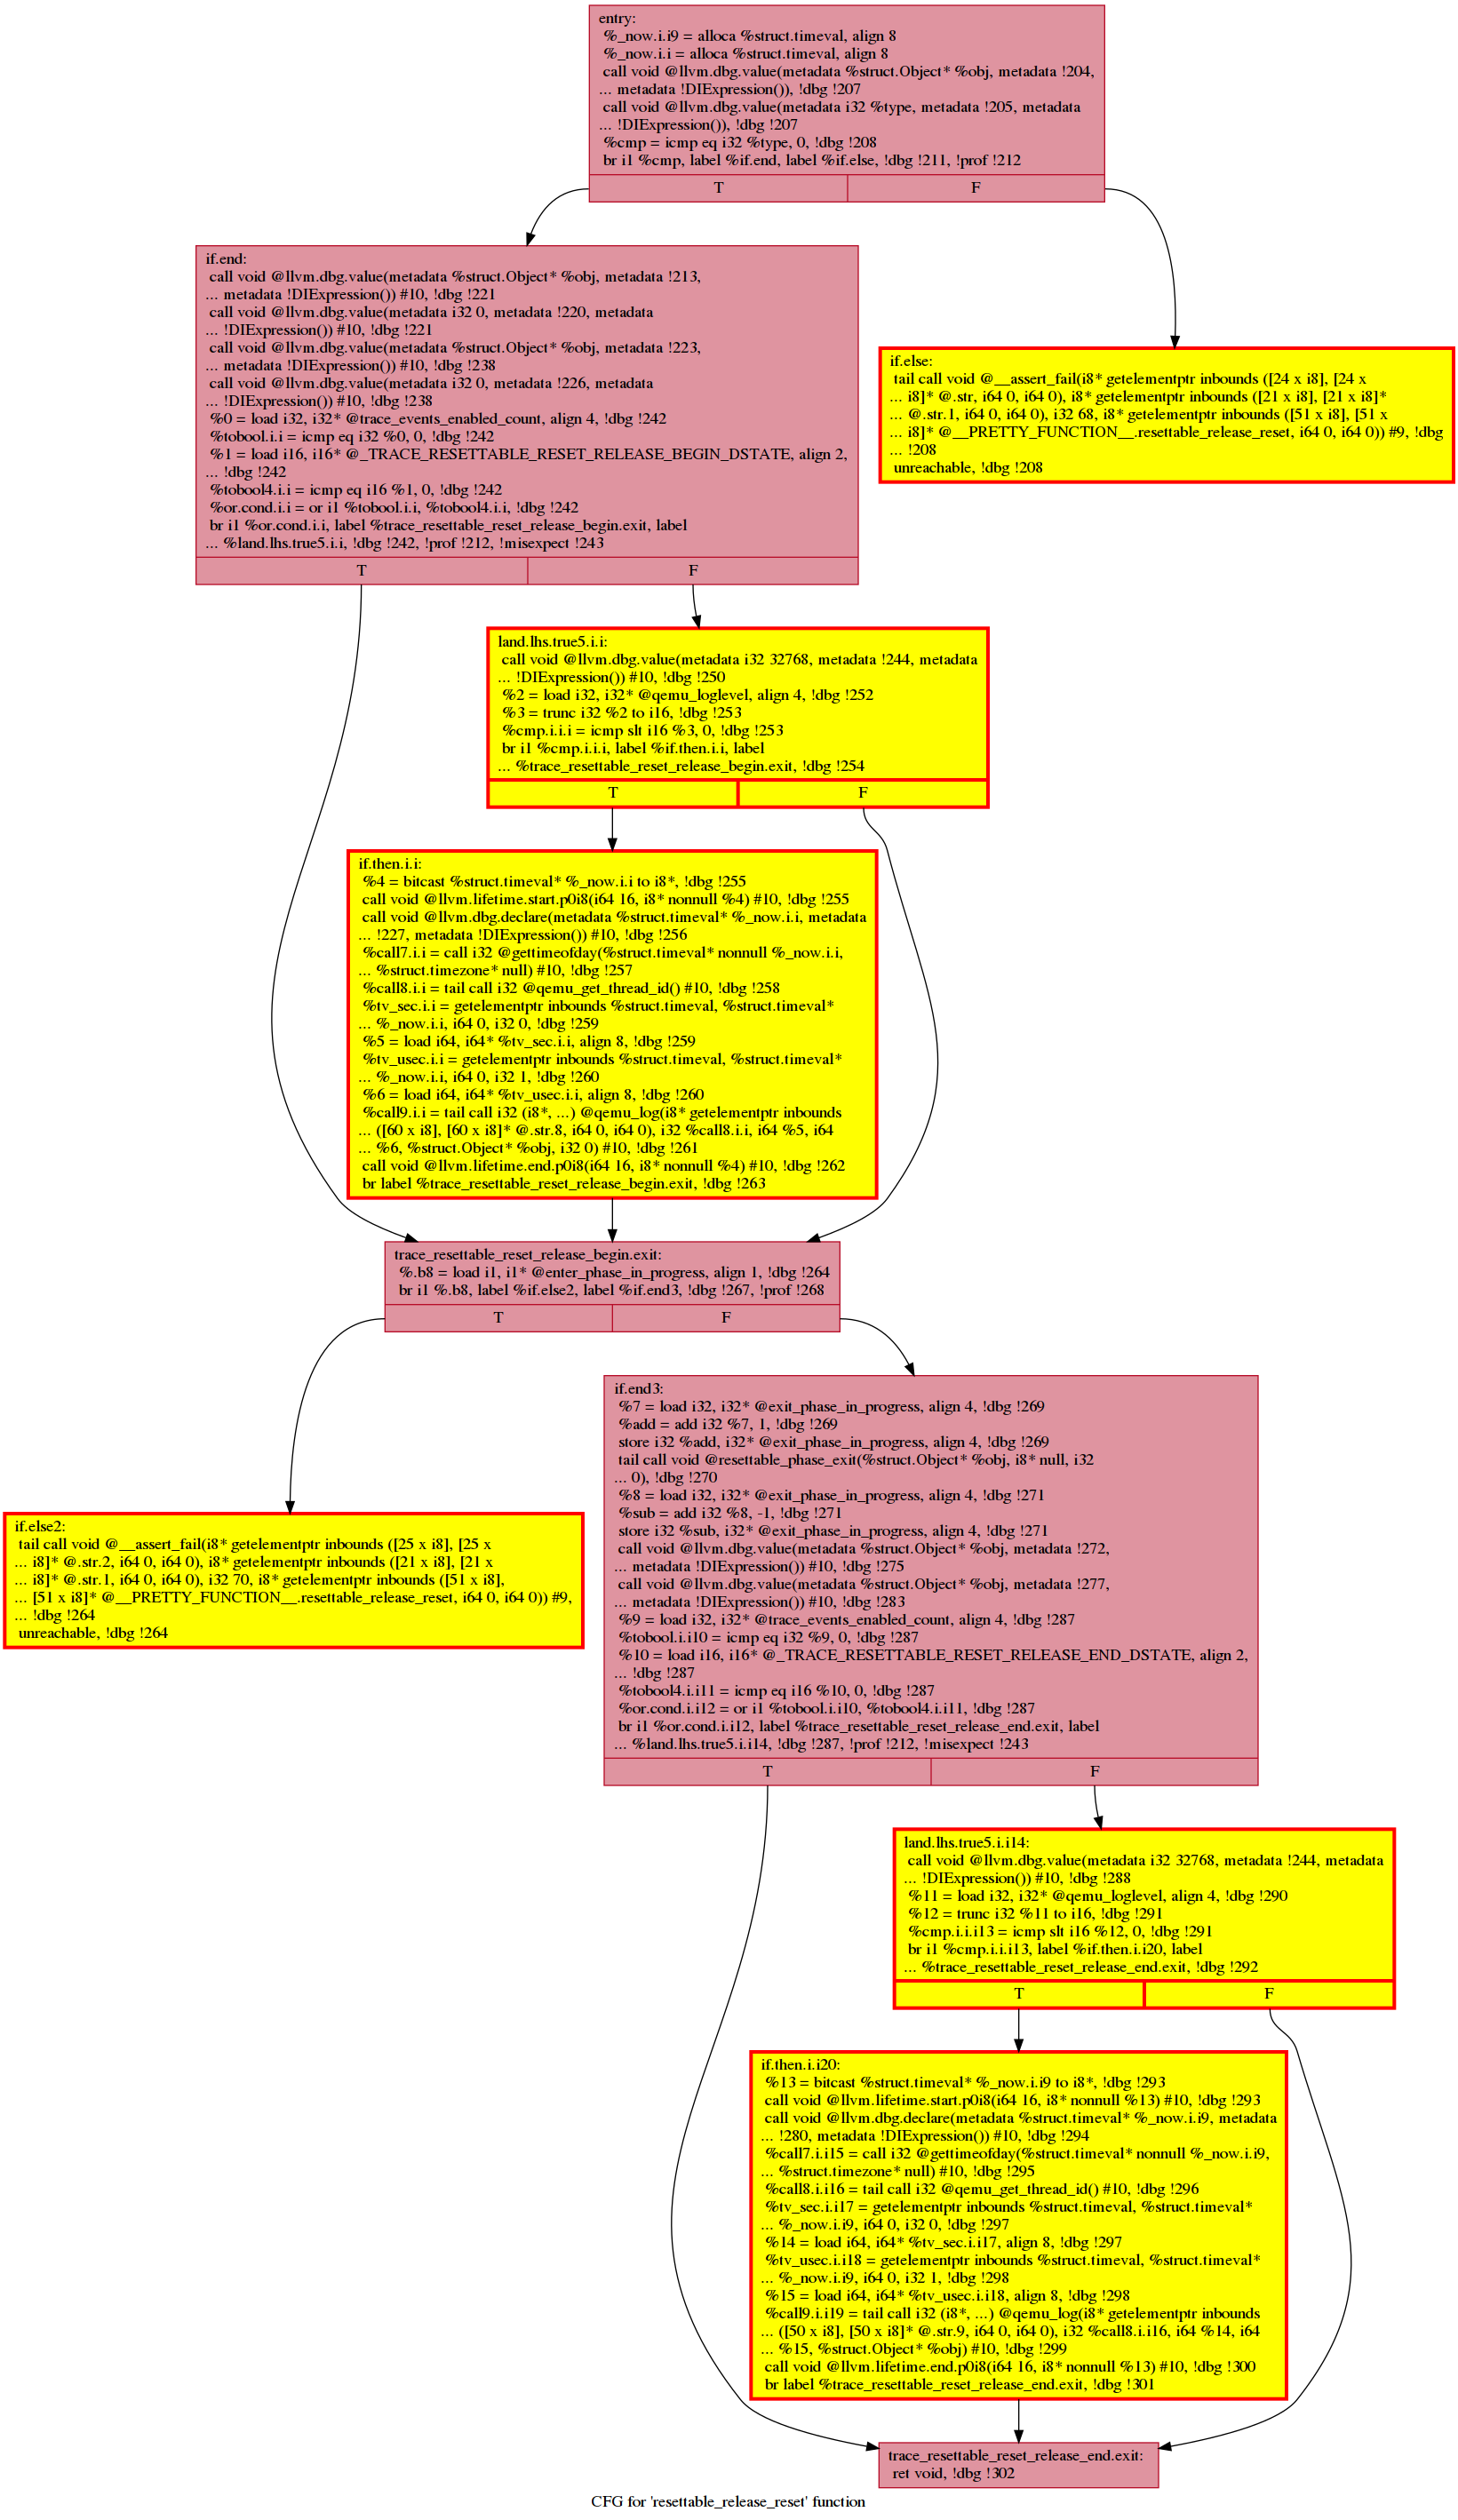 entry:
%_now.i.i9 = alloca %struct.timeval, align 8
%_now.i.i = alloca %struct.timeval, align 8
call void @llvm.dbg.value(metadata %struct.Object* %obj, metadata !204,
... metadata !DIExpression()), !dbg !207
call void @llvm.dbg.value(metadata i32 %type, metadata !205, metadata
... !DIExpression()), !dbg !207
%cmp = icmp eq i32 %type, 0, !dbg !208
br i1 %cmp, label %if.end, label %if.else, !dbg !211, !prof !212
T F
if.end:
call void @llvm.dbg.value(metadata %struct.Object* %obj, metadata !213,
... metadata !DIExpression()) #10, !dbg !221
call void @llvm.dbg.value(metadata i32 0, metadata !220, metadata
... !DIExpression()) #10, !dbg !221
call void @llvm.dbg.value(metadata %struct.Object* %obj, metadata !223,
... metadata !DIExpression()) #10, !dbg !238
call void @llvm.dbg.value(metadata i32 0, metadata !226, metadata
... !DIExpression()) #10, !dbg !238
%0 = load i32, i32* @trace_events_enabled_count, align 4, !dbg !242
%tobool.i.i = icmp eq i32 %0, 0, !dbg !242
%1 = load i16, i16* @_TRACE_RESETTABLE_RESET_RELEASE_BEGIN_DSTATE, align 2,
... !dbg !242
%tobool4.i.i = icmp eq i16 %1, 0, !dbg !242
%or.cond.i.i = or i1 %tobool.i.i, %tobool4.i.i, !dbg !242
br i1 %or.cond.i.i, label %trace_resettable_reset_release_begin.exit, label
... %land.lhs.true5.i.i, !dbg !242, !prof !212, !misexpect !243
T F
if.else:
tail call void @__assert_fail(i8* getelementptr inbounds ([24 x i8], [24 x
... i8]* @.str, i64 0, i64 0), i8* getelementptr inbounds ([21 x i8], [21 x i8]*
... @.str.1, i64 0, i64 0), i32 68, i8* getelementptr inbounds ([51 x i8], [51 x
... i8]* @__PRETTY_FUNCTION__.resettable_release_reset, i64 0, i64 0)) #9, !dbg
... !208
unreachable, !dbg !208
land.lhs.true5.i.i:
call void @llvm.dbg.value(metadata i32 32768, metadata !244, metadata
... !DIExpression()) #10, !dbg !250
%2 = load i32, i32* @qemu_loglevel, align 4, !dbg !252
%3 = trunc i32 %2 to i16, !dbg !253
%cmp.i.i.i = icmp slt i16 %3, 0, !dbg !253
br i1 %cmp.i.i.i, label %if.then.i.i, label
... %trace_resettable_reset_release_begin.exit, !dbg !254
T F
if.then.i.i:
%4 = bitcast %struct.timeval* %_now.i.i to i8*, !dbg !255
call void @llvm.lifetime.start.p0i8(i64 16, i8* nonnull %4) #10, !dbg !255
call void @llvm.dbg.declare(metadata %struct.timeval* %_now.i.i, metadata
... !227, metadata !DIExpression()) #10, !dbg !256
%call7.i.i = call i32 @gettimeofday(%struct.timeval* nonnull %_now.i.i,
... %struct.timezone* null) #10, !dbg !257
%call8.i.i = tail call i32 @qemu_get_thread_id() #10, !dbg !258
%tv_sec.i.i = getelementptr inbounds %struct.timeval, %struct.timeval*
... %_now.i.i, i64 0, i32 0, !dbg !259
%5 = load i64, i64* %tv_sec.i.i, align 8, !dbg !259
%tv_usec.i.i = getelementptr inbounds %struct.timeval, %struct.timeval*
... %_now.i.i, i64 0, i32 1, !dbg !260
%6 = load i64, i64* %tv_usec.i.i, align 8, !dbg !260
%call9.i.i = tail call i32 (i8*, ...) @qemu_log(i8* getelementptr inbounds
... ([60 x i8], [60 x i8]* @.str.8, i64 0, i64 0), i32 %call8.i.i, i64 %5, i64
... %6, %struct.Object* %obj, i32 0) #10, !dbg !261
call void @llvm.lifetime.end.p0i8(i64 16, i8* nonnull %4) #10, !dbg !262
br label %trace_resettable_reset_release_begin.exit, !dbg !263
trace_resettable_reset_release_begin.exit:
%.b8 = load i1, i1* @enter_phase_in_progress, align 1, !dbg !264
br i1 %.b8, label %if.else2, label %if.end3, !dbg !267, !prof !268
T F
if.end3:
%7 = load i32, i32* @exit_phase_in_progress, align 4, !dbg !269
%add = add i32 %7, 1, !dbg !269
store i32 %add, i32* @exit_phase_in_progress, align 4, !dbg !269
tail call void @resettable_phase_exit(%struct.Object* %obj, i8* null, i32
... 0), !dbg !270
%8 = load i32, i32* @exit_phase_in_progress, align 4, !dbg !271
%sub = add i32 %8, -1, !dbg !271
store i32 %sub, i32* @exit_phase_in_progress, align 4, !dbg !271
call void @llvm.dbg.value(metadata %struct.Object* %obj, metadata !272,
... metadata !DIExpression()) #10, !dbg !275
call void @llvm.dbg.value(metadata %struct.Object* %obj, metadata !277,
... metadata !DIExpression()) #10, !dbg !283
%9 = load i32, i32* @trace_events_enabled_count, align 4, !dbg !287
%tobool.i.i10 = icmp eq i32 %9, 0, !dbg !287
%10 = load i16, i16* @_TRACE_RESETTABLE_RESET_RELEASE_END_DSTATE, align 2,
... !dbg !287
%tobool4.i.i11 = icmp eq i16 %10, 0, !dbg !287
%or.cond.i.i12 = or i1 %tobool.i.i10, %tobool4.i.i11, !dbg !287
br i1 %or.cond.i.i12, label %trace_resettable_reset_release_end.exit, label
... %land.lhs.true5.i.i14, !dbg !287, !prof !212, !misexpect !243
T F
if.else2:
tail call void @__assert_fail(i8* getelementptr inbounds ([25 x i8], [25 x
... i8]* @.str.2, i64 0, i64 0), i8* getelementptr inbounds ([21 x i8], [21 x
... i8]* @.str.1, i64 0, i64 0), i32 70, i8* getelementptr inbounds ([51 x i8],
... [51 x i8]* @__PRETTY_FUNCTION__.resettable_release_reset, i64 0, i64 0)) #9,
... !dbg !264
unreachable, !dbg !264
land.lhs.true5.i.i14:
call void @llvm.dbg.value(metadata i32 32768, metadata !244, metadata
... !DIExpression()) #10, !dbg !288
%11 = load i32, i32* @qemu_loglevel, align 4, !dbg !290
%12 = trunc i32 %11 to i16, !dbg !291
%cmp.i.i.i13 = icmp slt i16 %12, 0, !dbg !291
br i1 %cmp.i.i.i13, label %if.then.i.i20, label
... %trace_resettable_reset_release_end.exit, !dbg !292
T F
if.then.i.i20:
%13 = bitcast %struct.timeval* %_now.i.i9 to i8*, !dbg !293
call void @llvm.lifetime.start.p0i8(i64 16, i8* nonnull %13) #10, !dbg !293
call void @llvm.dbg.declare(metadata %struct.timeval* %_now.i.i9, metadata
... !280, metadata !DIExpression()) #10, !dbg !294
%call7.i.i15 = call i32 @gettimeofday(%struct.timeval* nonnull %_now.i.i9,
... %struct.timezone* null) #10, !dbg !295
%call8.i.i16 = tail call i32 @qemu_get_thread_id() #10, !dbg !296
%tv_sec.i.i17 = getelementptr inbounds %struct.timeval, %struct.timeval*
... %_now.i.i9, i64 0, i32 0, !dbg !297
%14 = load i64, i64* %tv_sec.i.i17, align 8, !dbg !297
%tv_usec.i.i18 = getelementptr inbounds %struct.timeval, %struct.timeval*
... %_now.i.i9, i64 0, i32 1, !dbg !298
%15 = load i64, i64* %tv_usec.i.i18, align 8, !dbg !298
%call9.i.i19 = tail call i32 (i8*, ...) @qemu_log(i8* getelementptr inbounds
... ([50 x i8], [50 x i8]* @.str.9, i64 0, i64 0), i32 %call8.i.i16, i64 %14, i64
... %15, %struct.Object* %obj) #10, !dbg !299
call void @llvm.lifetime.end.p0i8(i64 16, i8* nonnull %13) #10, !dbg !300
br label %trace_resettable_reset_release_end.exit, !dbg !301
trace_resettable_reset_release_end.exit:
ret void, !dbg !302
CFG for 'resettable_release_reset' function